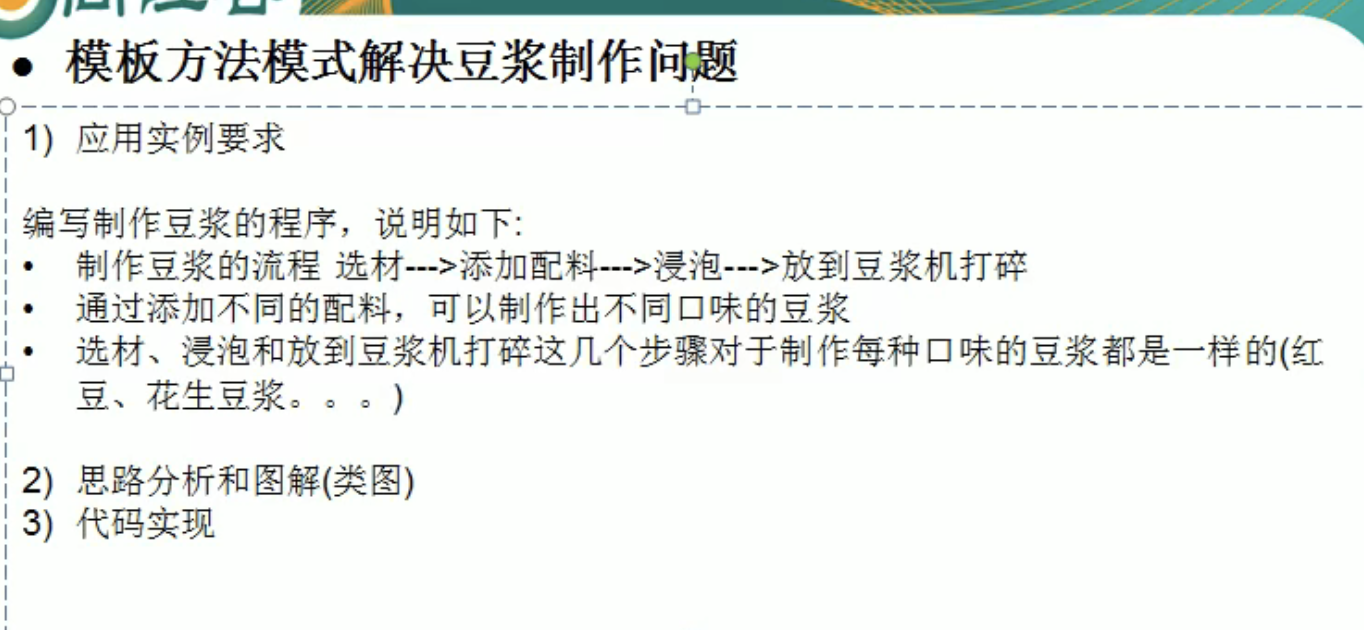 ● 模板方法模式解决豆浆制作问题
1) 应用实例要求
编写制作豆浆的程序，说明如下:
• 制作豆浆的流程 选材--->添加配料--->浸泡--->放到豆浆机打碎
• 通过添加不同的配料，可以制作出不同口味的豆浆
• 选材、浸泡和放到豆浆机打碎这几个步骤对于制作每种口味的豆浆都是一样的(红
豆、花生豆浆。。。)
2) 思路分析和图解(类图)
3) 代码实现